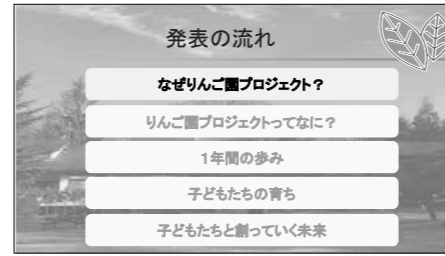 発表の流れ
なぜりんご園プロジェクト？
りんご園プロジェクトってなに？
1年間の歩み
子どもたちの育ち
子どもたちと創っていく未来